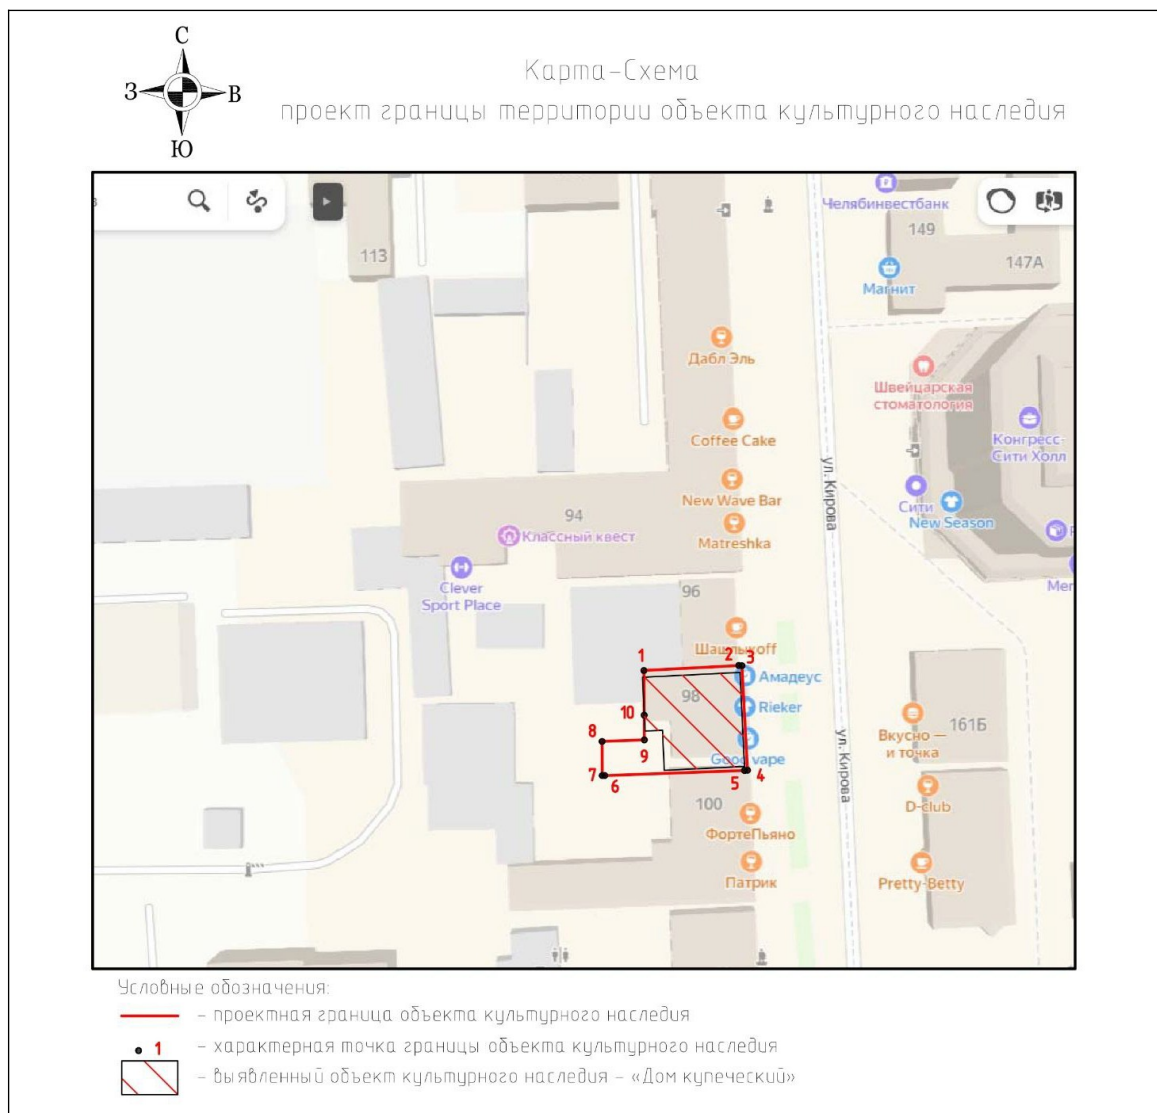 С
З
В
Ю
Карта-Схема
проект границы территории объекта культурного наследия
Челябинвестбанк
149
147А
113
Магнит
Дабл Эль
Швейцарская
стоматология
Coffee Cake
Конгресс-
Сити Холл
ул. Кирова
New Wave Bar
Сити
New Season
94
Классный квест
Matreshka
Clever
Sport Place
Мег
96
Шашлыкоff
1
2
3
Амадеус
98
Rieker
10
8
9
Good vape
7
6
5
4
161Б
Вкусно —
и точка
ул. Кирова
100
D-club
ФортеПьяно
Патрик
Pretty-Betty
Условные обозначения:
- проектная граница объекта культурного наследия
1 - характерная точка границы объекта культурного наследия
- выявленный объект культурного наследия - «Дом купеческий»